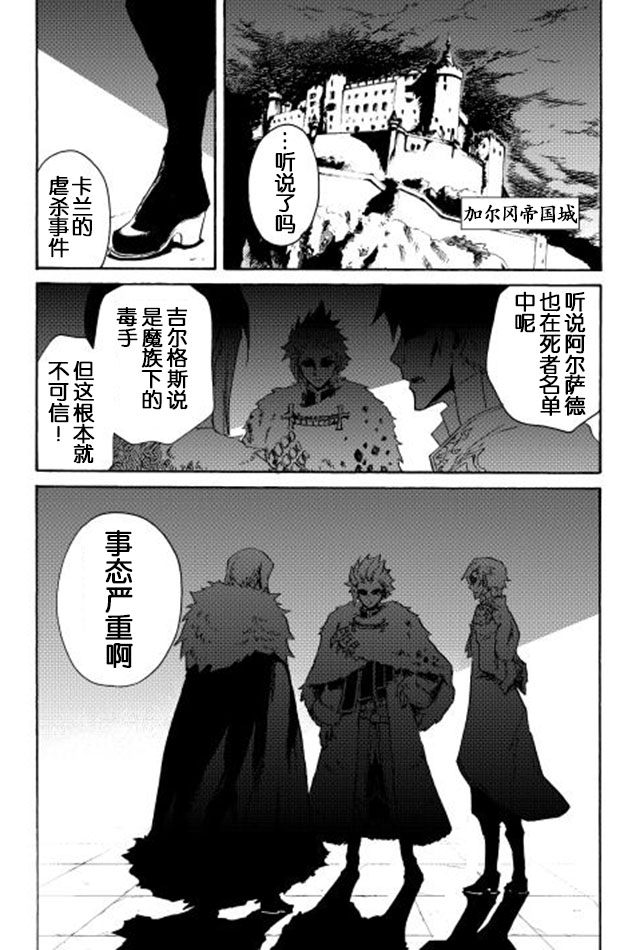 …听说
了吗
加尔冈帝国城
卡兰的
虐杀事件
听说阿尔萨德
也在死者名单
中呢
吉尔格斯说
是魔族下的
毒手
但这根本就
不可信！
事态严重啊